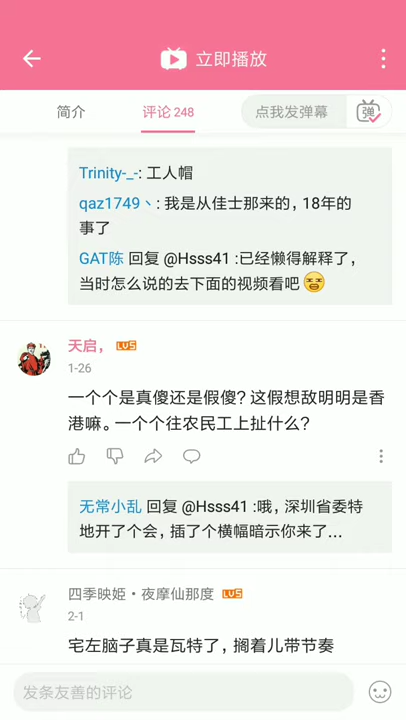 立即播放
简介
评论 248
点我发弹幕
弹
Trinity-_-: 工人帽
qaz1749丶: 我是从佳士那来的，18年的
事了
GAT陈 回复 @Hsss41 :已经懒得解释了，
当时怎么说的去下面的视频看吧
天启，
LV5
1-26
一个个是真傻还是假傻？这假想敌明明是香
港嘛。一个个往农民工上扯什么？
无常小乱 回复 @Hsss41 :哦，深圳省委特
地开了个会，插了个横幅暗示你来了...
四季映姫・夜摩仙那度
LV5
2-1
宅左脑子真是瓦特了，搁着儿带节奏
发条友善的评论